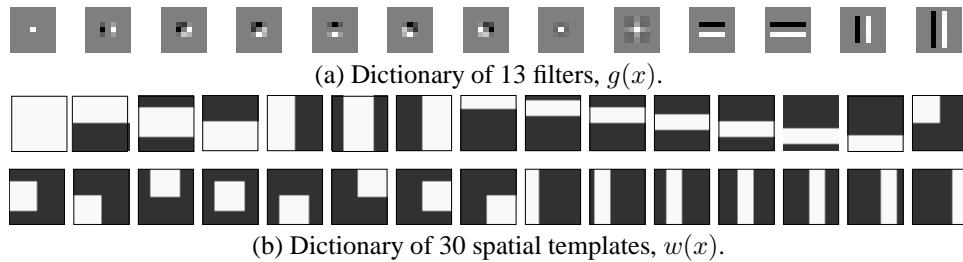 (a) Dictionary of 13 filters, g(x).
(b) Dictionary of 30 spatial templates, w(x).